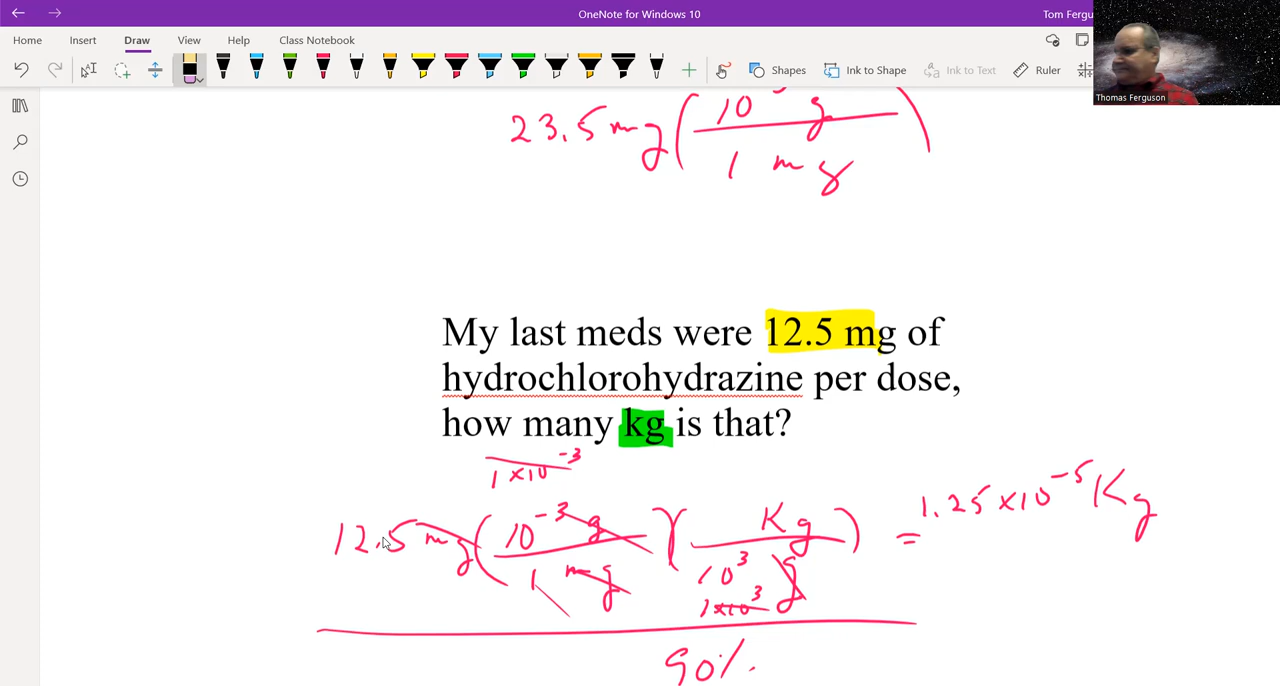 OneNote for Windows 10
Tom Fergu
Home Insert Draw View Help Class Notebook
Shapes Ink to Shape Ink to Text Ruler
Thomas Ferguson
23.5 mg ( g / 1 mg )
My last meds were 12.5 mg of
hydrochlorohydrazine per dose,
how many kg is that?
1 × 10⁻³
12.5 mg ( 10⁻³ g / 1 mg ) ( Kg / 10³ g ) = 1.25 × 10⁻⁵ Kg
1×10³
90%